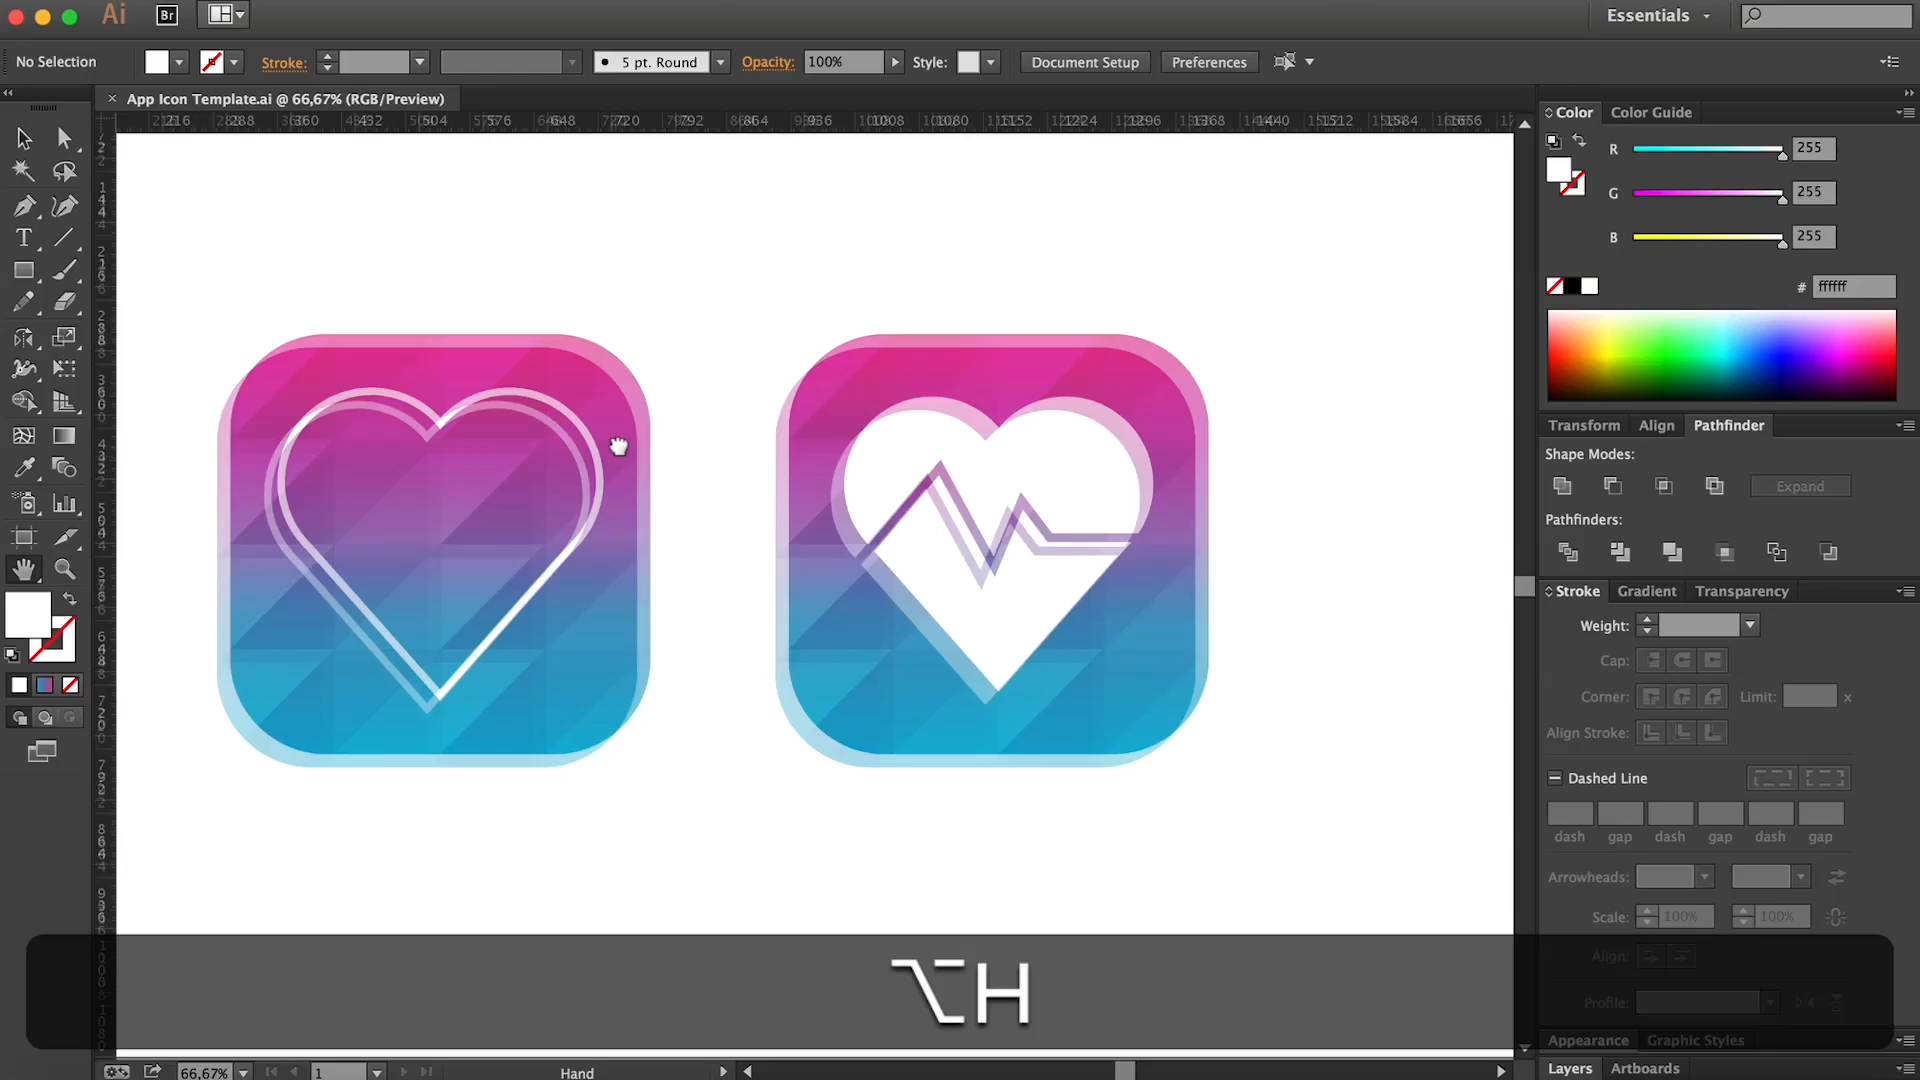 Ai
Br
Essentials
No Selection
Stroke:
5 pt. Round
Opacity:
100%
Style:
Document Setup
Preferences
× App Icon Template.ai @ 66,67% (RGB/Preview)
Color
Color Guide
R
255
G
255
B
255
#
ffffff
Transform
Align
Pathfinder
Shape Modes:
Expand
Pathfinders:
Stroke
Gradient
Transparency
Weight:
Cap:
Corner:
Limit:
x
Align Stroke:
Dashed Line
dash
gap
dash
gap
dash
gap
Arrowheads:
Scale:
100%
100%
Align:
Profile:
⌥H
Appearance
Graphic Styles
Layers
Artboards
66,67%
1
Hand